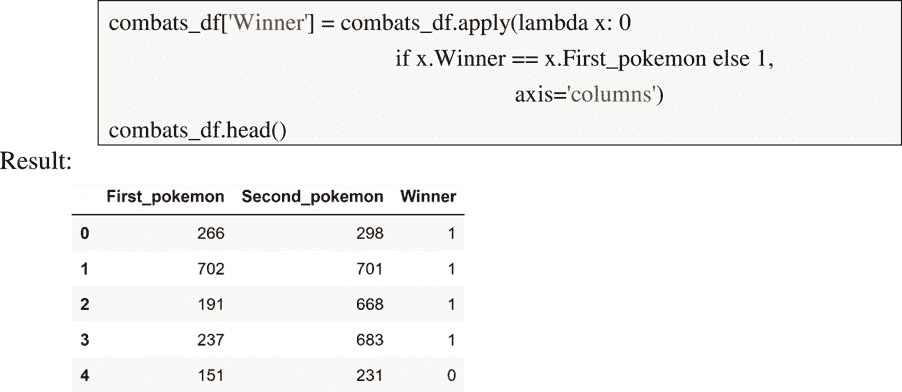 combats_df['Winner'] = combats_df.apply(lambda x: 0
if x.Winner == x.First_pokemon else 1,
axis='columns')
combats_df.head()
Result:
First_pokemon Second_pokemon Winner
0 266 298 1
1 702 701 1
2 191 668 1
3 237 683 1
4 151 231 0